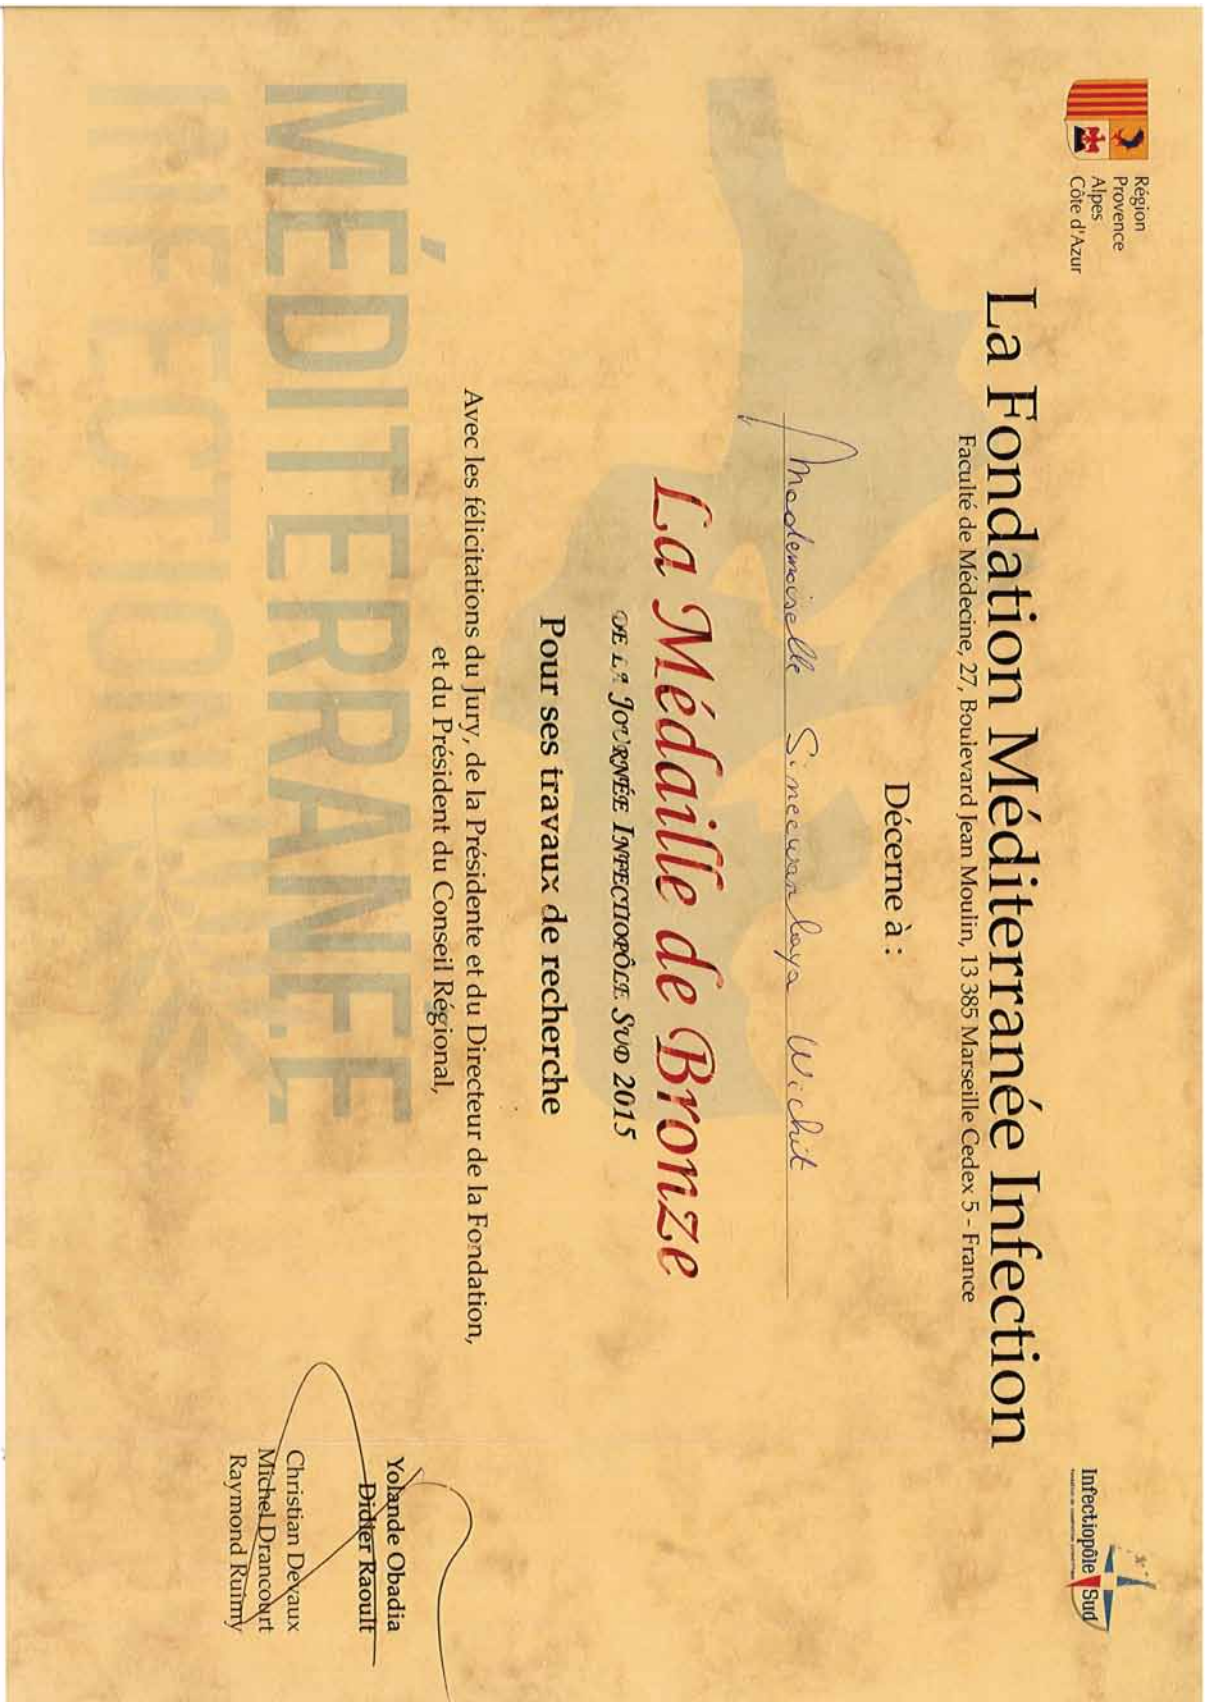 Région
Provence
Alpes
Côte d'Azur
Infectiopôle Sud
La Fondation Méditerranée Infection
Faculté de Médecine, 27, Boulevard Jean Moulin, 13 385 Marseille Cedex 5 - France
Décerne à :
Mademoiselle Sineewanlaya Wichit
La Médaille de Bronze
DE LA JOURNÉE INFECTIOPÔLE SUD 2015
Pour ses travaux de recherche
Avec les félicitations du Jury, de la Présidente et du Directeur de la Fondation,
et du Président du Conseil Régional,
MÉDITERRANÉE
INFECTION
Yolande Obadia
Didier Raoult
Christian Devaux
Michel Drancourt
Raymond Ruimy